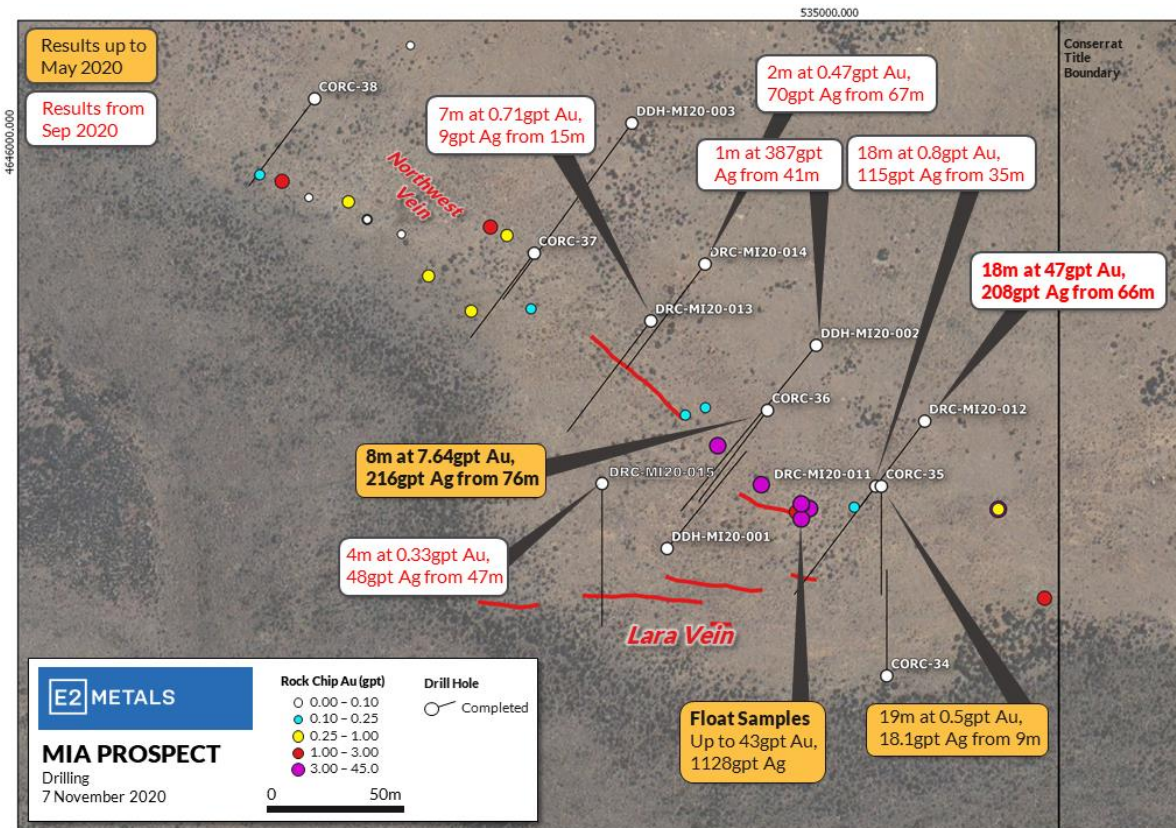 535000.000
4646000.000
Results up to
May 2020
Results from
Sep 2020
Conserrat
Title
Boundary
CORC-38
7m at 0.71gpt Au,
9gpt Ag from 15m
DDH-MI20-003
2m at 0.47gpt Au,
70gpt Ag from 67m
1m at 387gpt
Ag from 41m
18m at 0.8gpt Au,
115gpt Ag from 35m
Northwest
Vein
CORC-37
DRC-MI20-014
18m at 47gpt Au,
208gpt Ag from 66m
DRC-MI20-013
DDH-MI20-002
CORC-36
DRC-MI20-012
8m at 7.64gpt Au,
216gpt Ag from 76m
DRC-MI20-015
DRC-MI20-011
CORC-35
4m at 0.33gpt Au,
48gpt Ag from 47m
DDH-MI20-001
Lara Vein
CORC-34
Float Samples
Up to 43gpt Au,
1128gpt Ag
19m at 0.5gpt Au,
18.1gpt Ag from 9m
E2 METALS
MIA PROSPECT
Drilling
7 November 2020
Rock Chip Au (gpt)
0.00 – 0.10
0.10 – 0.25
0.25 – 1.00
1.00 – 3.00
3.00 – 45.0
Drill Hole
Completed
0 50m